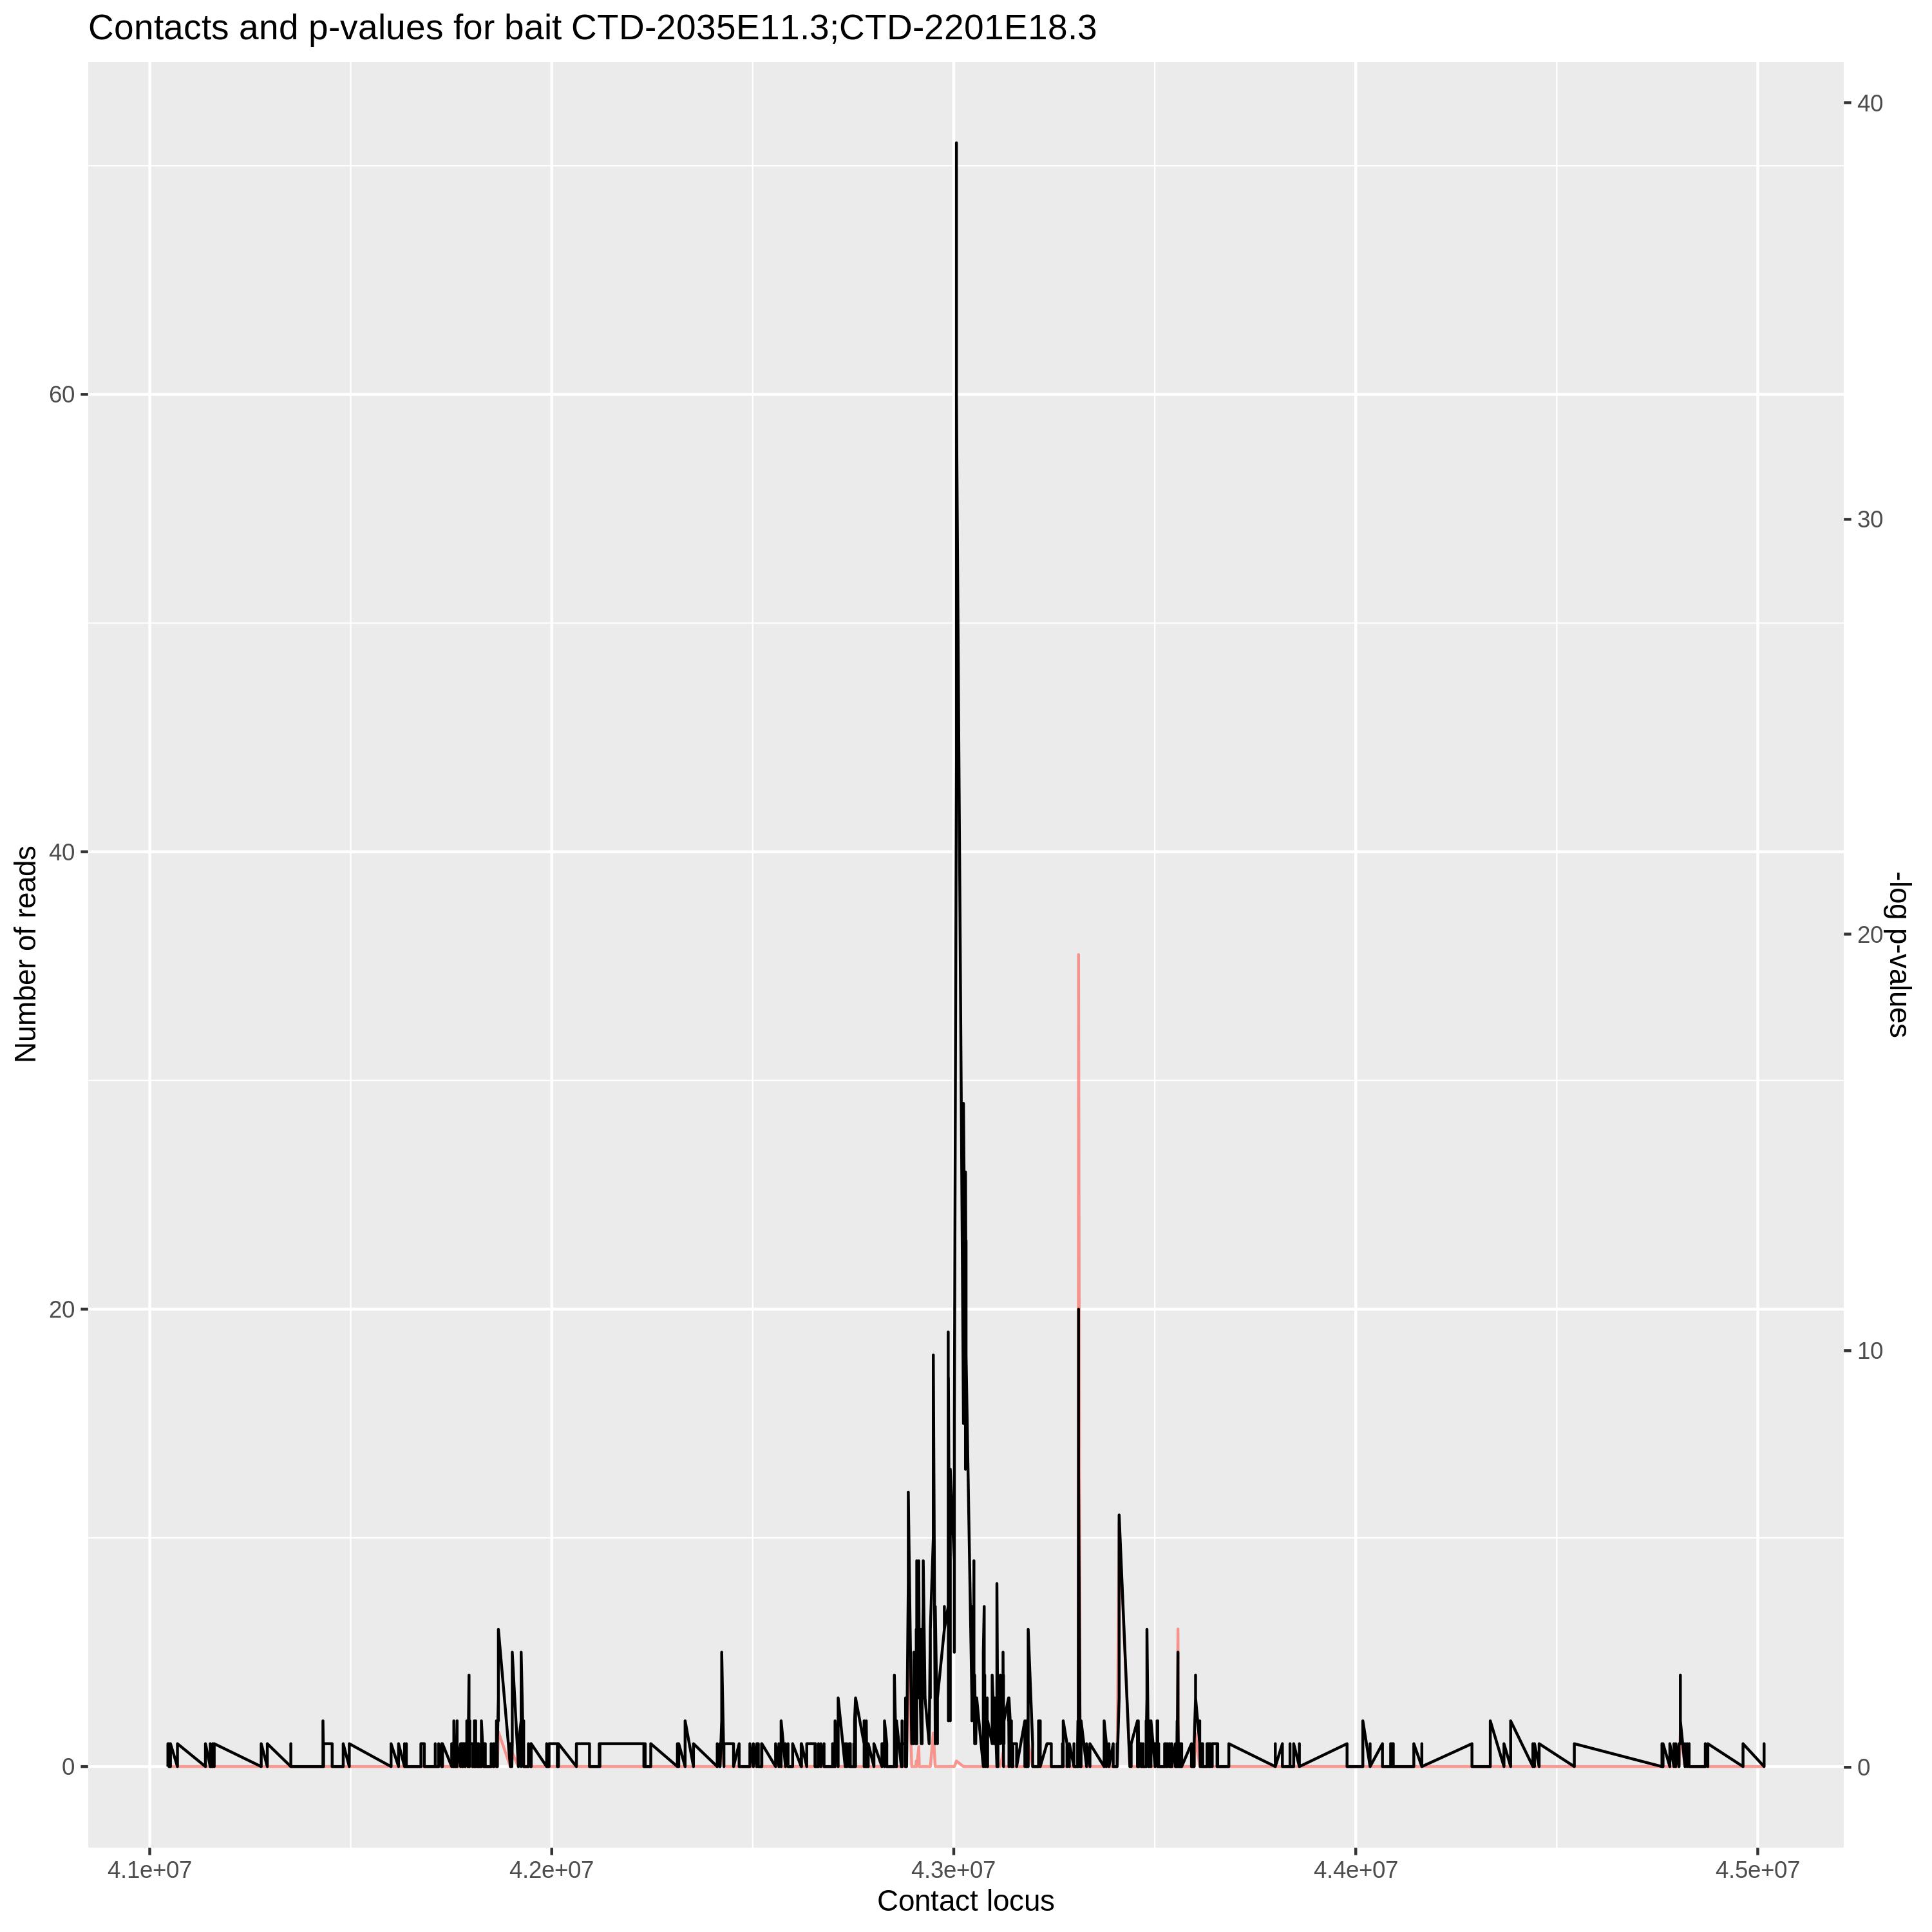 Contacts and p-values for bait CTD-2035E11.3;CTD-2201E18.3
40
60
30
40
Number of reads
-log p-values
20
20
10
0
0
4.1e+07
4.2e+07
4.3e+07
4.4e+07
4.5e+07
Contact locus